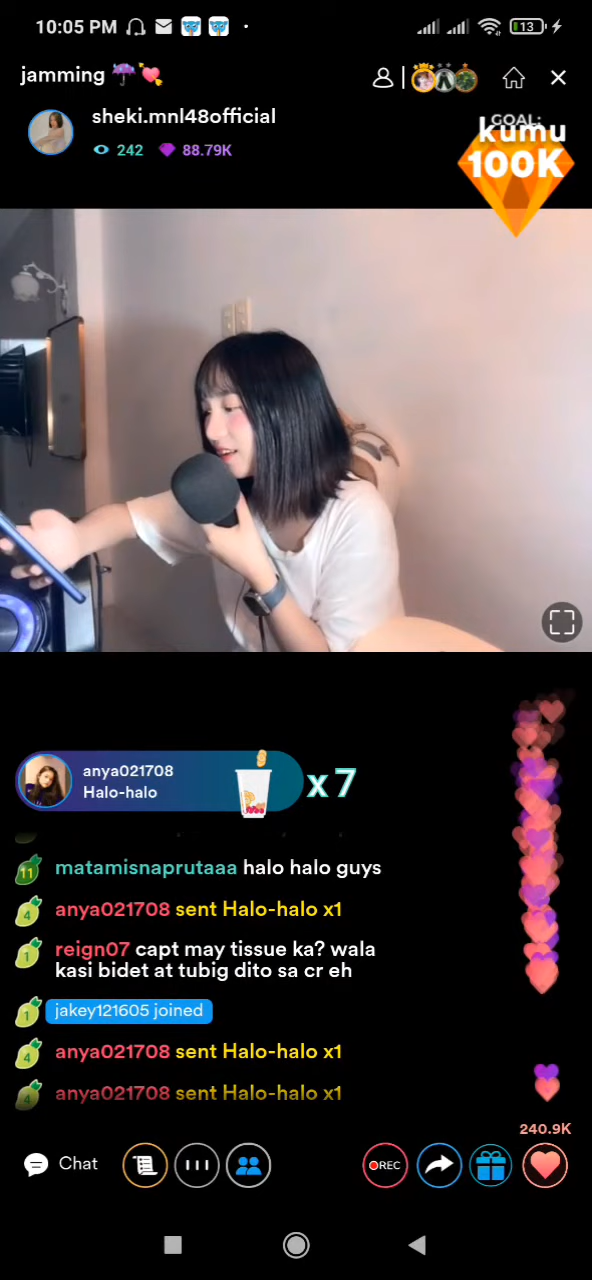 10:05 PM
13
jamming
sheki.mnl48official
242 88.79K
GOAL:
kumu
100K
anya021708
Halo-halo
x 7
matamisnaprutaaa halo halo guys
anya021708 sent Halo-halo x1
reign07 capt may tissue ka? wala
kasi bidet at tubig dito sa cr eh
jakey121605 joined
anya021708 sent Halo-halo x1
anya021708 sent Halo-halo x1
240.9K
Chat
REC
11
4
1
1
4
4